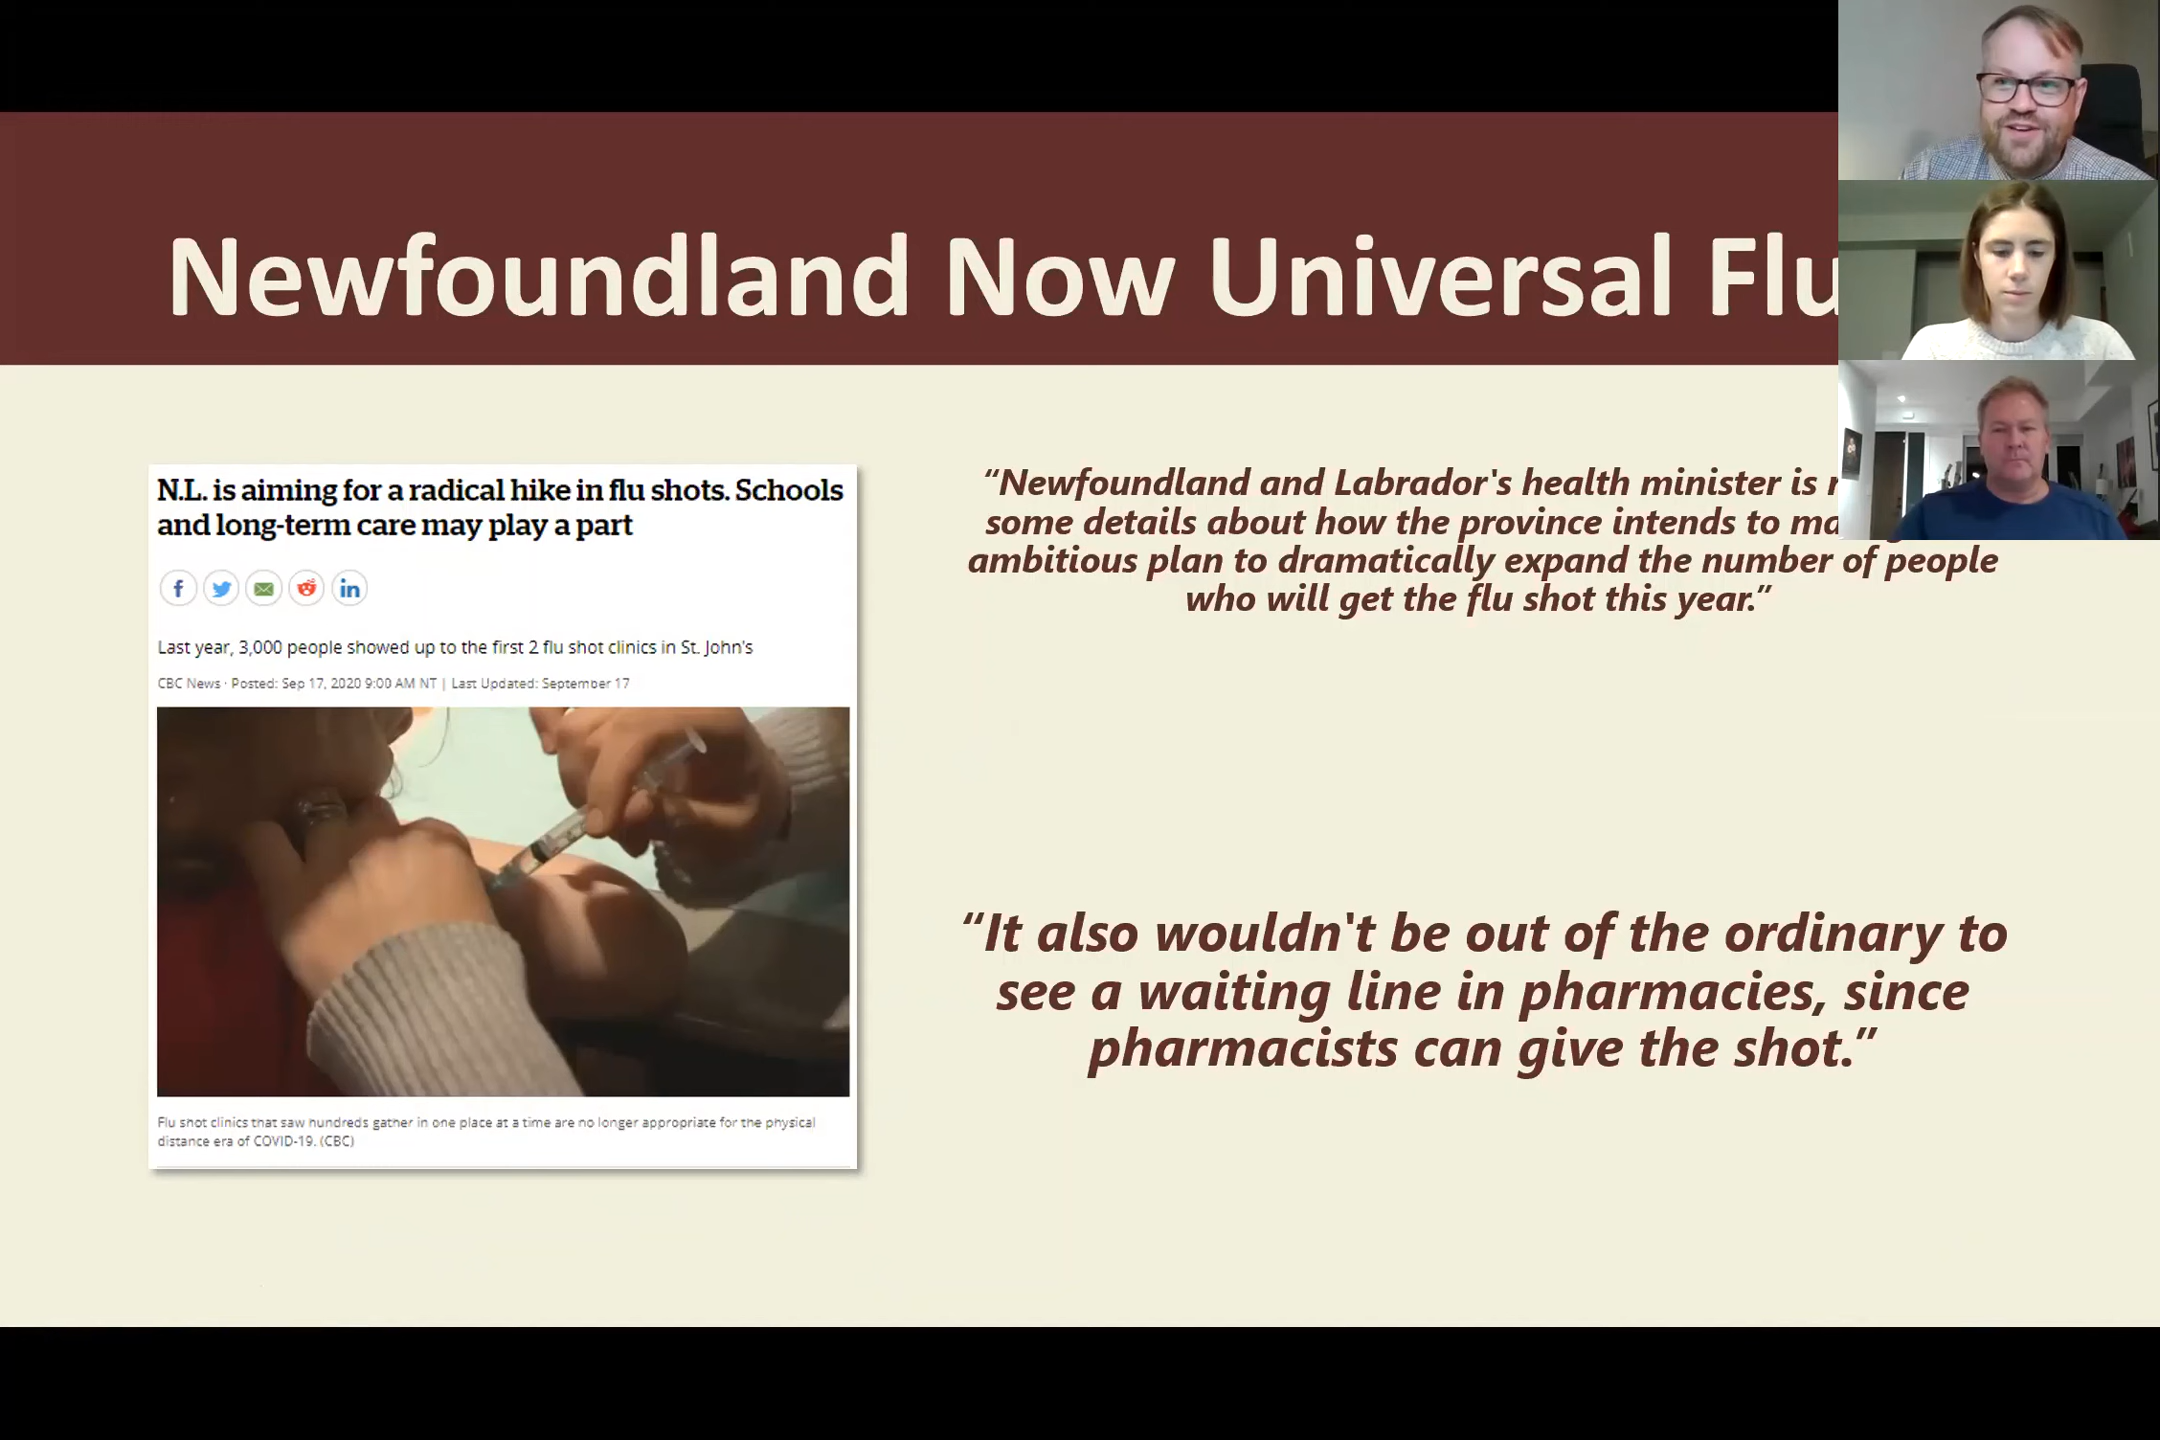 Newfoundland Now Universal Flu
N.L. is aiming for a radical hike in flu shots. Schools
and long-term care may play a part
Last year, 3,000 people showed up to the first 2 flu shot clinics in St. John's
CBC News · Posted: Sep 17, 2020 9:00 AM NT | Last Updated: September 17
Flu shot clinics that saw hundreds gather in one place at a time are no longer appropriate for the physical
distance era of COVID-19. (CBC)
“Newfoundland and Labrador's health minister is
some details about how the province intends to
ambitious plan to dramatically expand the number of people
who will get the flu shot this year.”
“It also wouldn't be out of the ordinary to
see a waiting line in pharmacies, since
pharmacists can give the shot.”